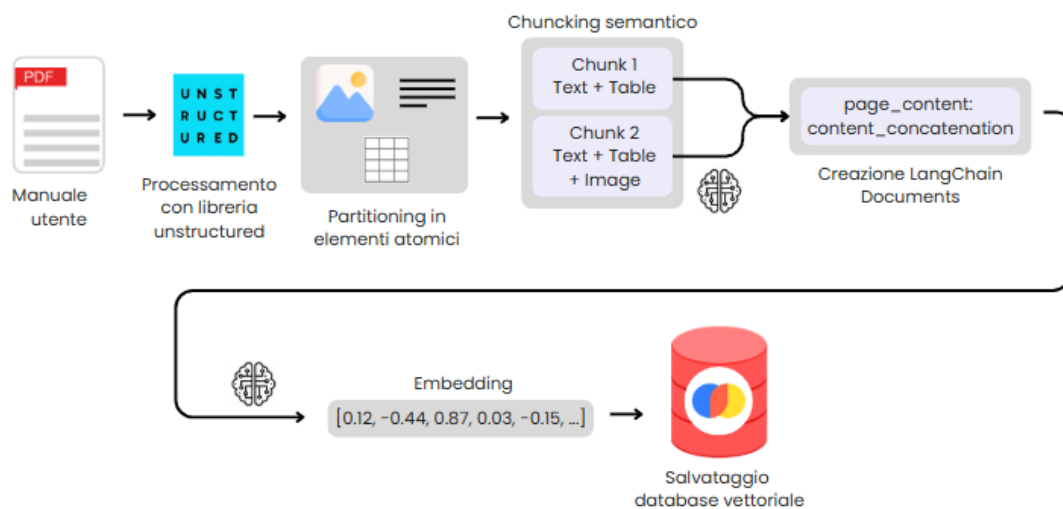 Chuncking semantico
PDF
Manuale
utente
UNST
RUCT
URED
Processamento
con libreria
unstructured
Partitioning in
elementi atomici
Chunk 1
Text + Table
Chunk 2
Text + Table
+ Image
page_content:
content_concatenation
Creazione LangChain
Documents
Embedding
[0.12, -0.44, 0.87, 0.03, -0.15, ...]
Salvataggio
database vettoriale